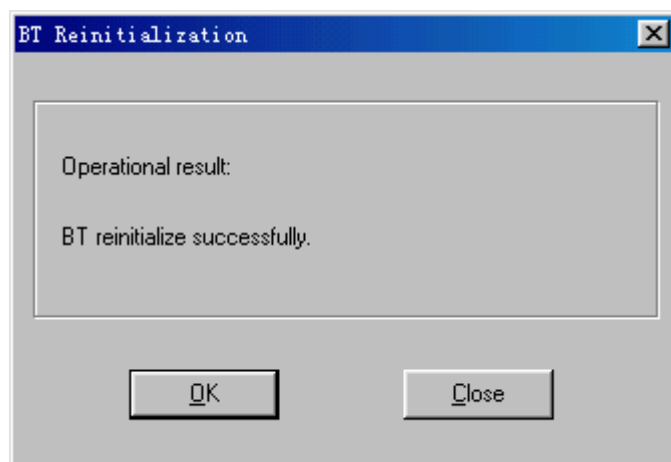 BT Reinitialization
Operational result:
BT reinitialize successfully.
OK
Close